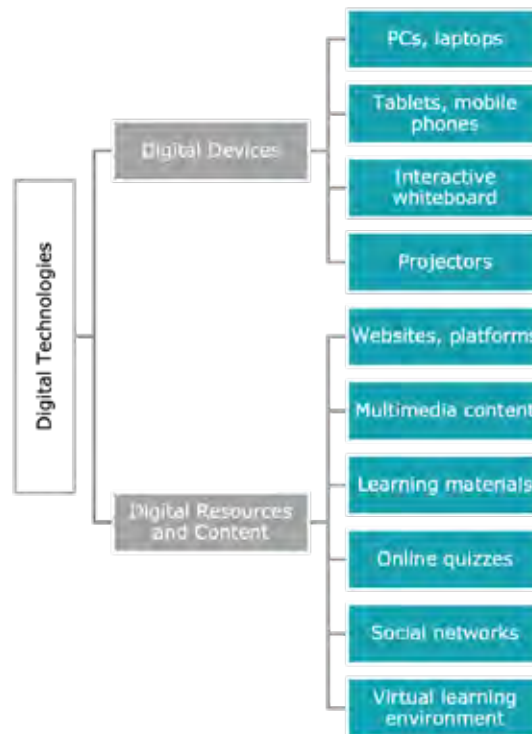 Digital Technologies
Digital Devices
PCs, laptops
Tablets, mobile
phones
Interactive
whiteboard
Projectors
Digital Resources
and Content
Websites, platforms
Multimedia content
Learning materials
Online quizzes
Social networks
Virtual learning
environment